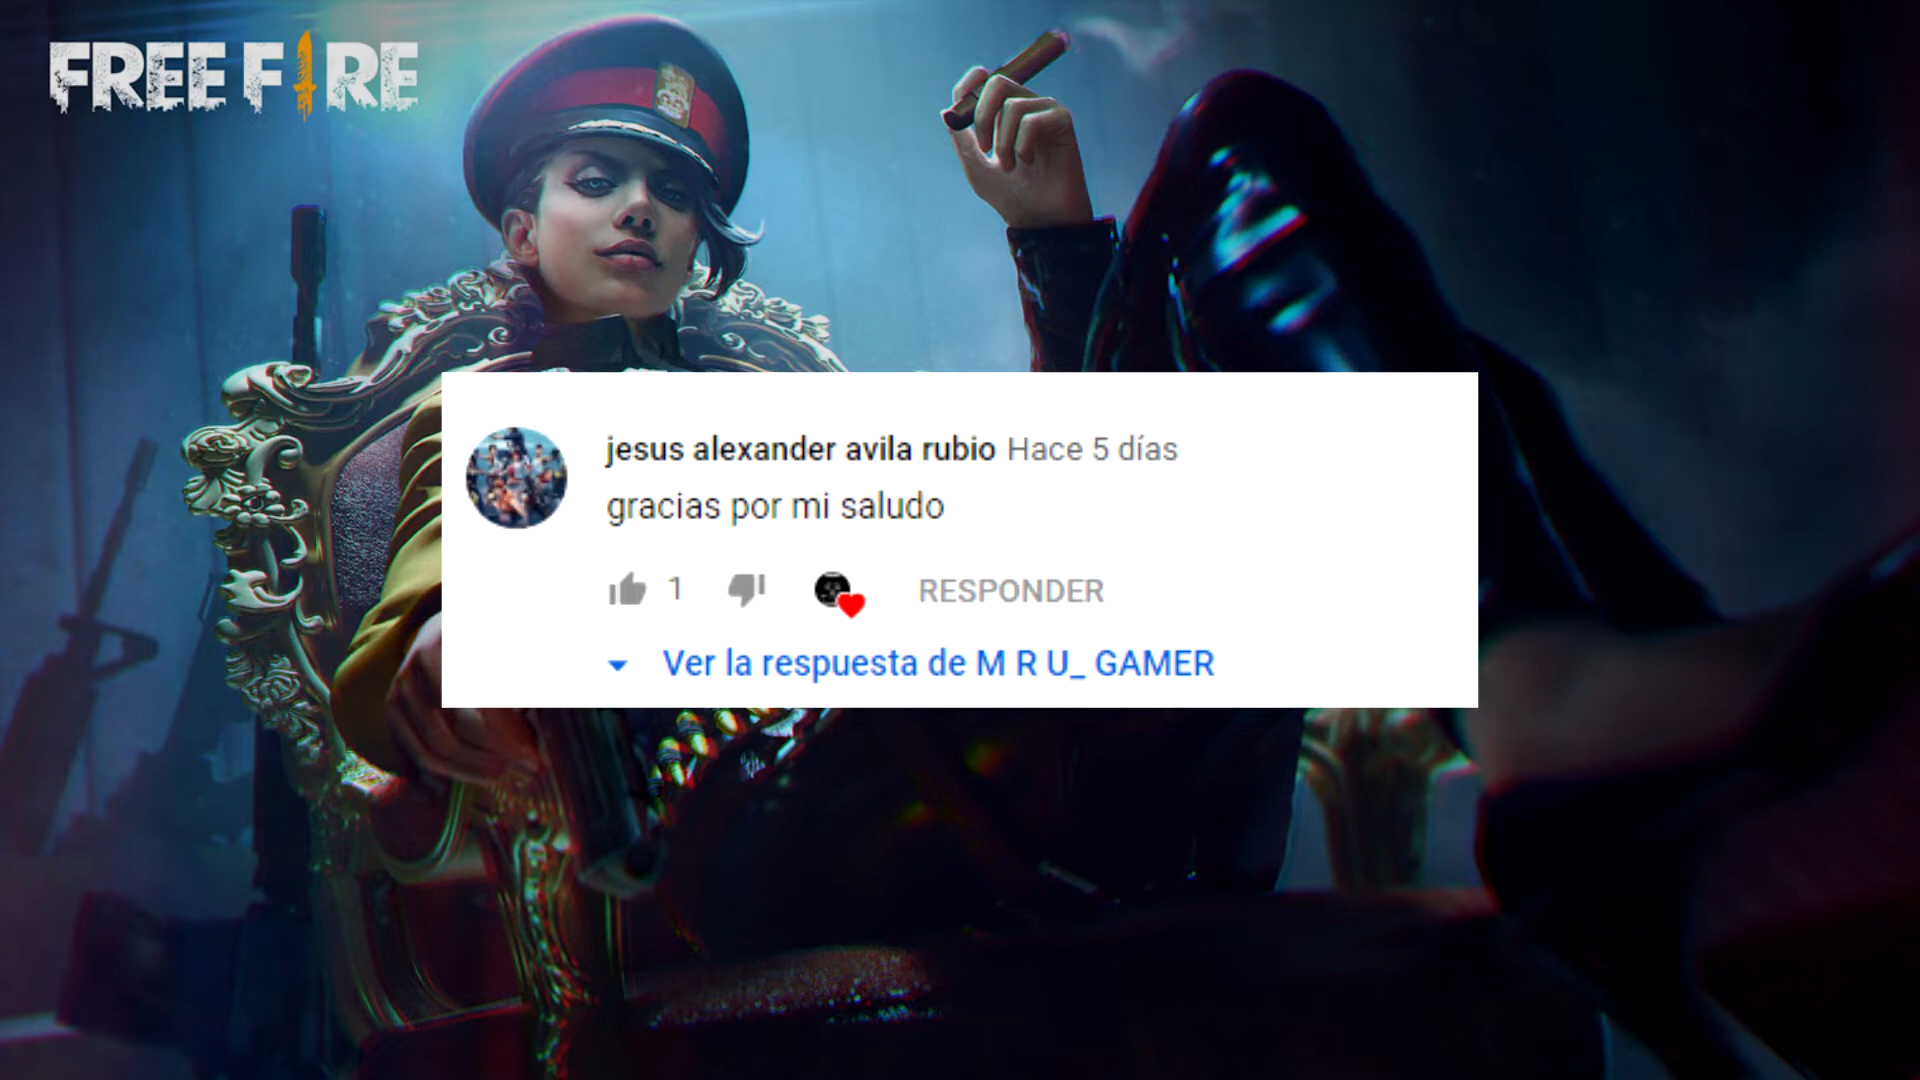 FREE FIRE
jesus alexander avila rubio Hace 5 días
gracias por mi saludo
1 RESPONDER
Ver la respuesta de M R U_ GAMER